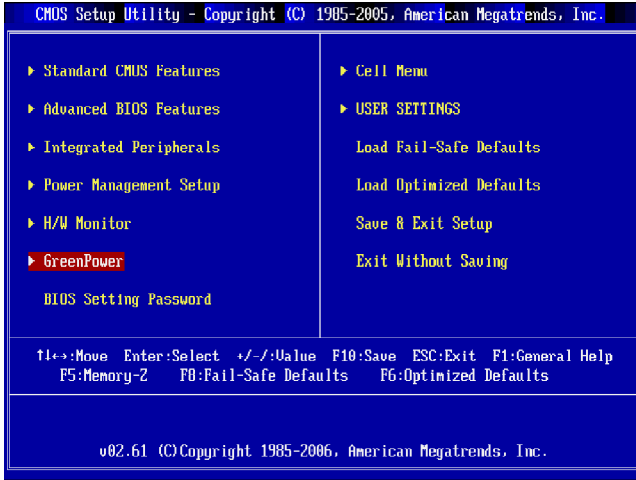 CMOS Setup Utility - Copyright (C) 1985-2005, American Megatrends, Inc.
Standard CMOS Features
Advanced BIOS Features
Integrated Peripherals
Power Management Setup
H/W Monitor
GreenPower
BIOS Setting Password
Cell Menu
USER SETTINGS
Load Fail-Safe Defaults
Load Optimized Defaults
Save & Exit Setup
Exit Without Saving
↑↓←→:Move Enter:Select +/-/:Value F10:Save ESC:Exit F1:General Help
F5:Memory-Z F8:Fail-Safe Defaults F6:Optimized Defaults
v02.61 (C)Copyright 1985-2006, American Megatrends, Inc.